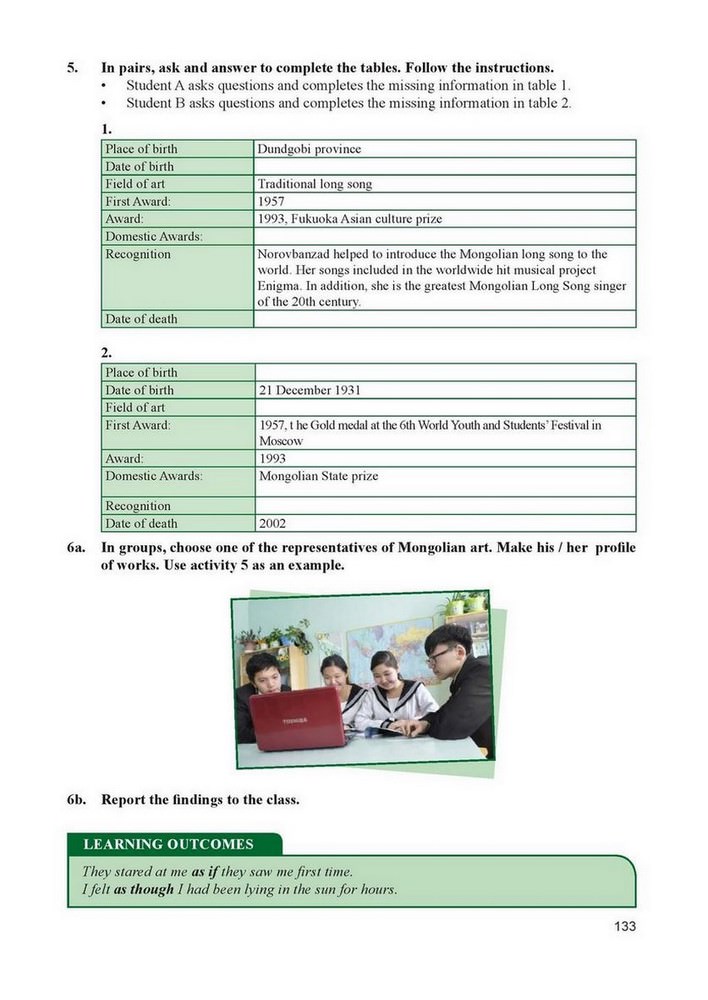 5. In pairs, ask and answer to complete the tables. Follow the instructions.
• Student A asks questions and completes the missing information in table 1.
• Student B asks questions and completes the missing information in table 2.
1.
Place of birth Dundgobi province
Date of birth
Field of art Traditional long song
First Award: 1957
Award: 1993, Fukuoka Asian culture prize
Domestic Awards:
Recognition Norovbanzad helped to introduce the Mongolian long song to the
world. Her songs included in the worldwide hit musical project
Enigma. In addition, she is the greatest Mongolian Long Song singer
of the 20th century.
Date of death
2.
Place of birth
Date of birth 21 December 1931
Field of art
First Award: 1957, t he Gold medal at the 6th World Youth and Students' Festival in
Moscow
Award: 1993
Domestic Awards: Mongolian State prize
Recognition
Date of death 2002
6a. In groups, choose one of the representatives of Mongolian art. Make his / her profile
of works. Use activity 5 as an example.
TOSHIBA
6b. Report the findings to the class.
LEARNING OUTCOMES
They stared at me as if they saw me first time.
I felt as though I had been lying in the sun for hours.
133